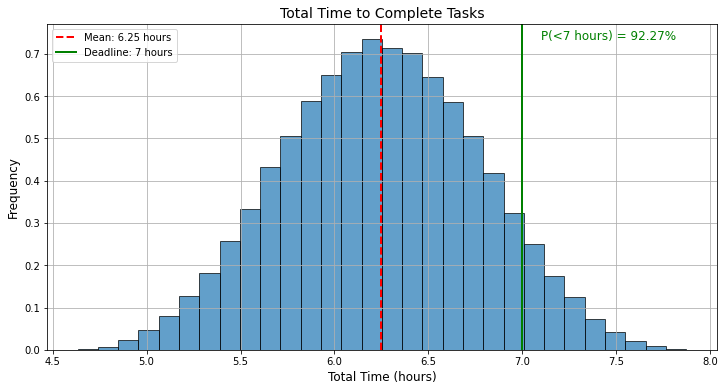 Total Time to Complete Tasks
Mean: 6.25 hours
Deadline: 7 hours
P(<7 hours) = 92.27%
Frequency
0.7
0.6
0.5
0.4
0.3
0.2
0.1
0.0
4.5 5.0 5.5 6.0 6.5 7.0 7.5 8.0
Total Time (hours)